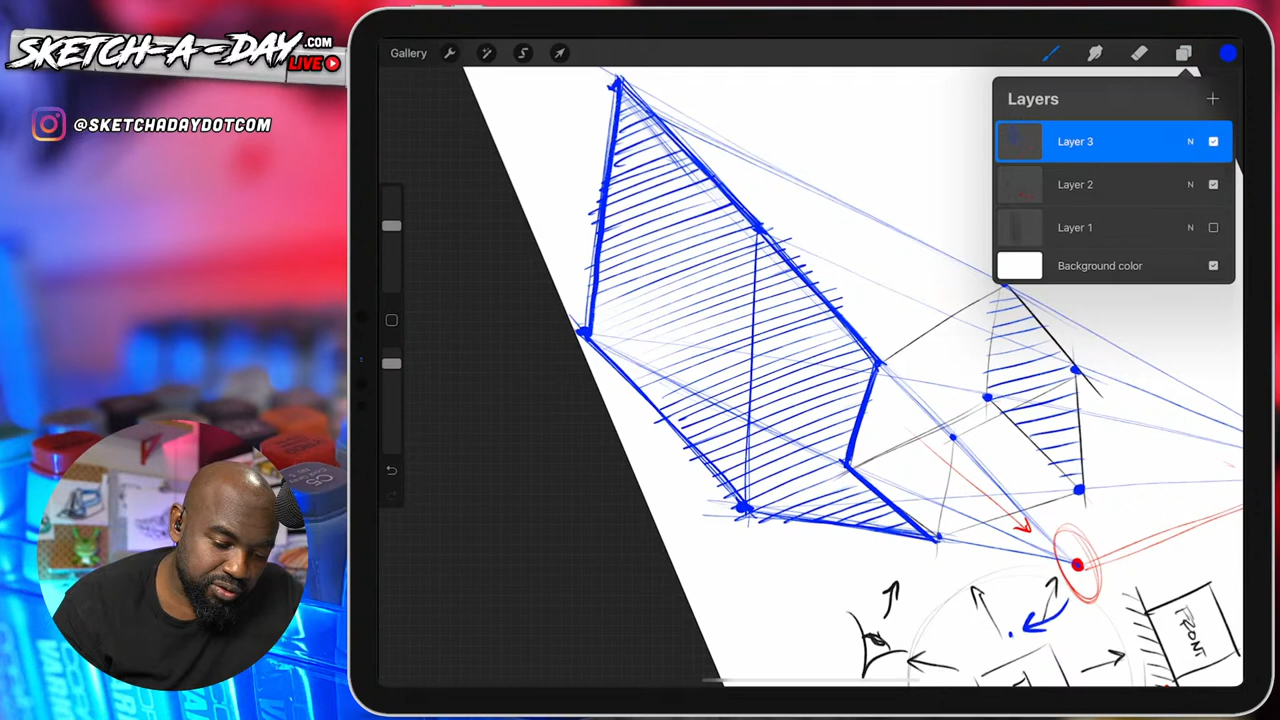 SKETCH-A-DAY.COM
LIVE
@SKETCHADAYDOTCOM
Gallery
Layers
Layer 3 N
Layer 2 N
Layer 1 N
Background color
FRONT